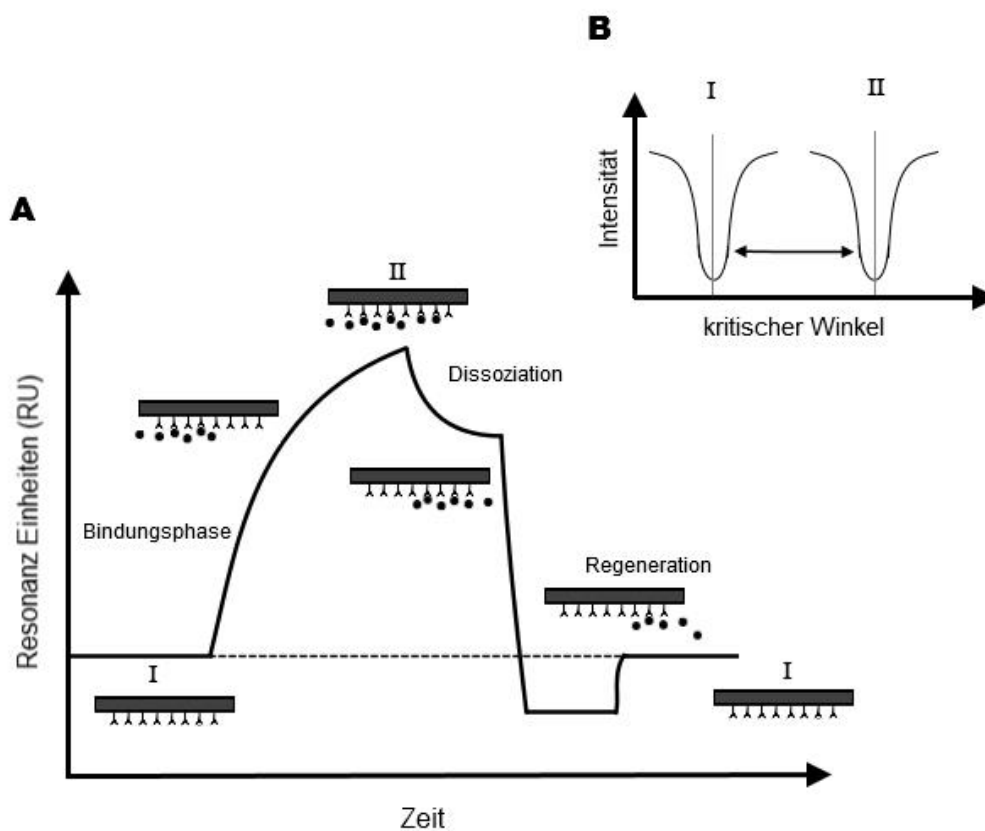 B
I
II
Intensität
kritischer Winkel
A
II
Dissoziation
Resonanz Einheiten (RU)
Bindungsphase
Regeneration
I
I
Zeit